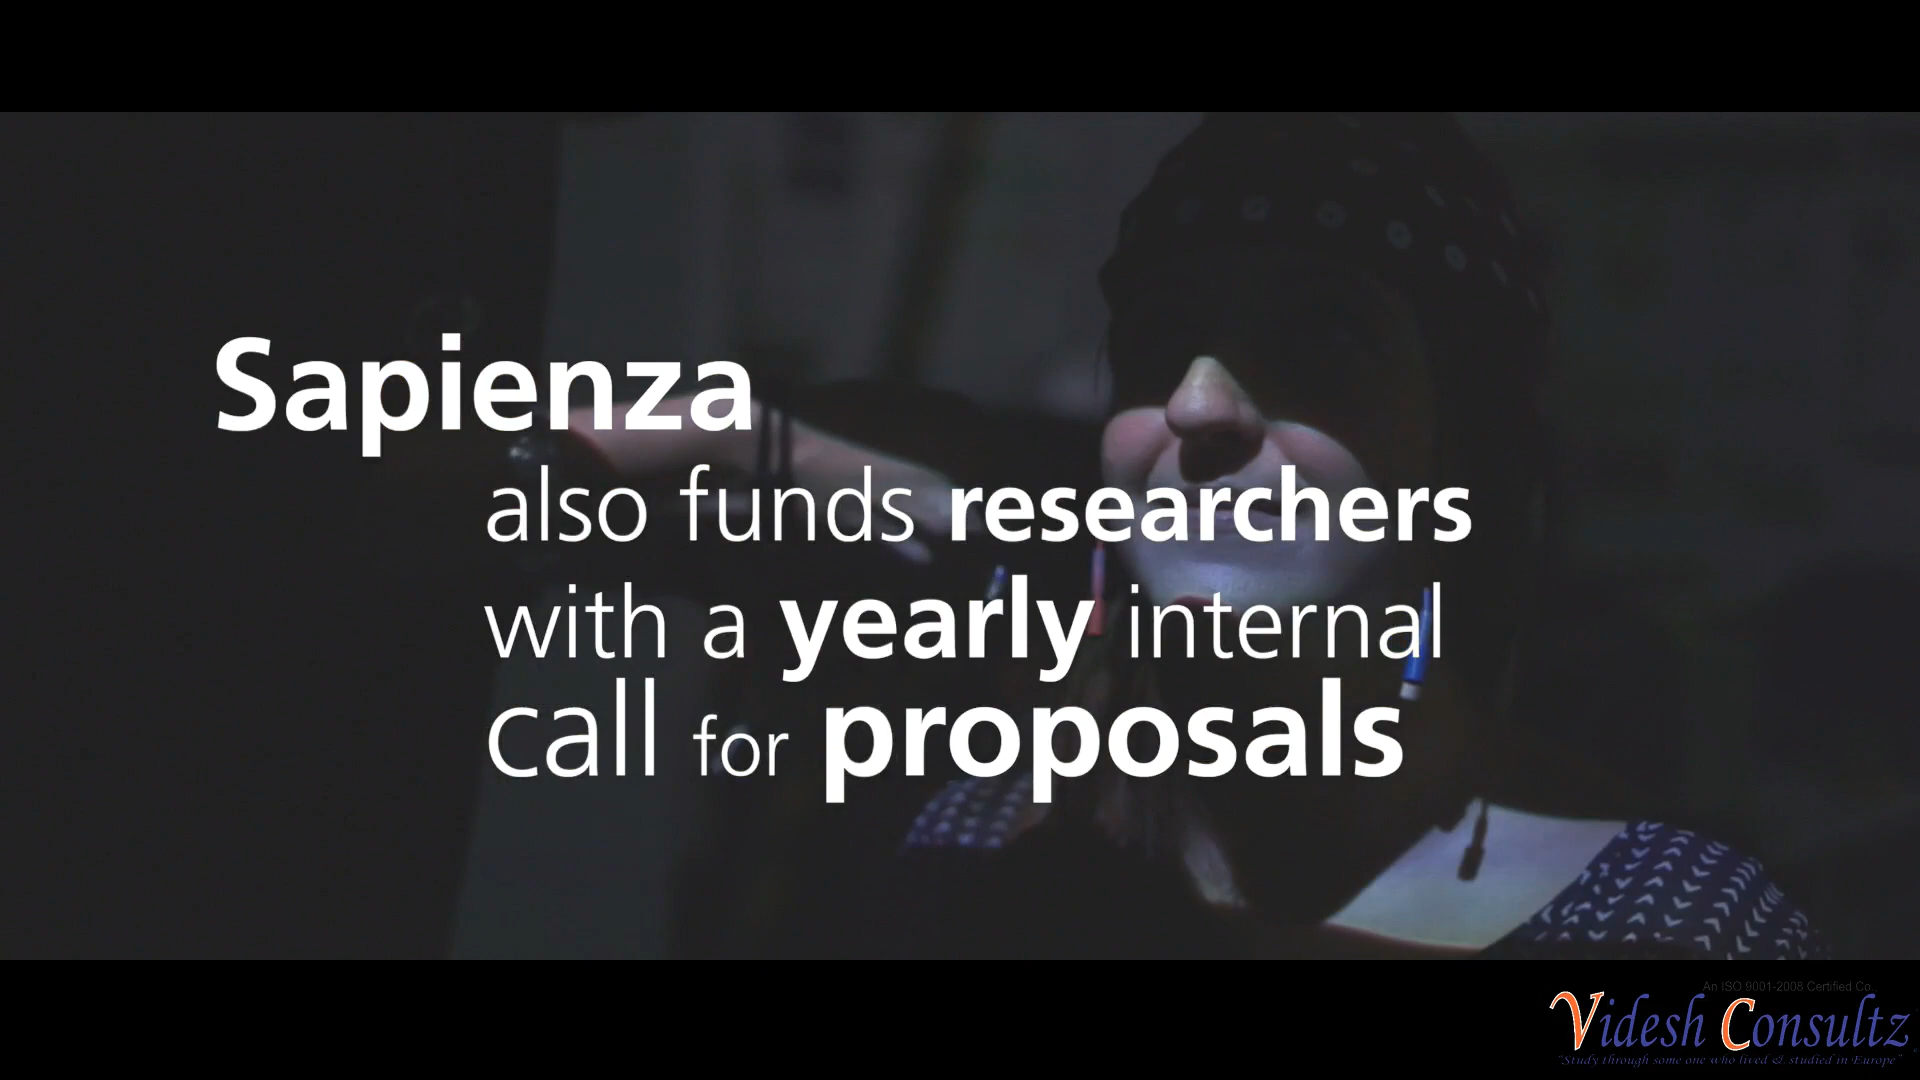 Sapienza
also funds researchers
with a yearly internal
call for proposals
An ISO 9001-2008 Certified Co.
Videsh Consultz
"Study through some one who lived & studied in Europe"